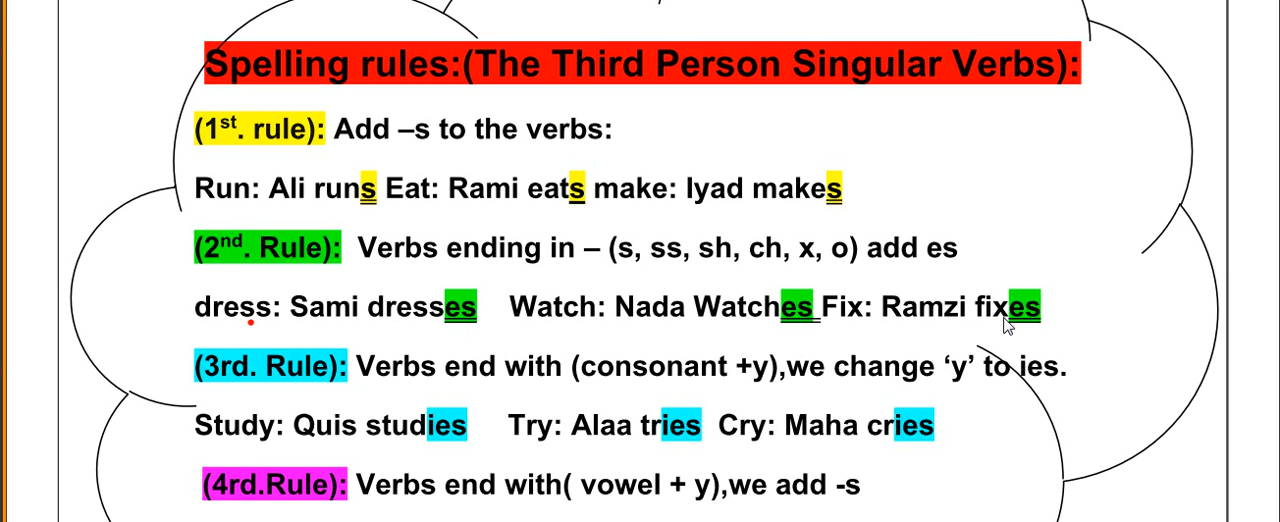 Spelling rules:(The Third Person Singular Verbs):
(1st. rule): Add –s to the verbs:
Run: Ali runs Eat: Rami eats make: Iyad makes
(2nd. Rule): Verbs ending in – (s, ss, sh, ch, x, o) add es
dress: Sami dresses Watch: Nada Watches Fix: Ramzi fixes
(3rd. Rule): Verbs end with (consonant +y),we change ‘y’ to ies.
Study: Quis studies Try: Alaa tries Cry: Maha cries
(4rd.Rule): Verbs end with( vowel + y),we add -s